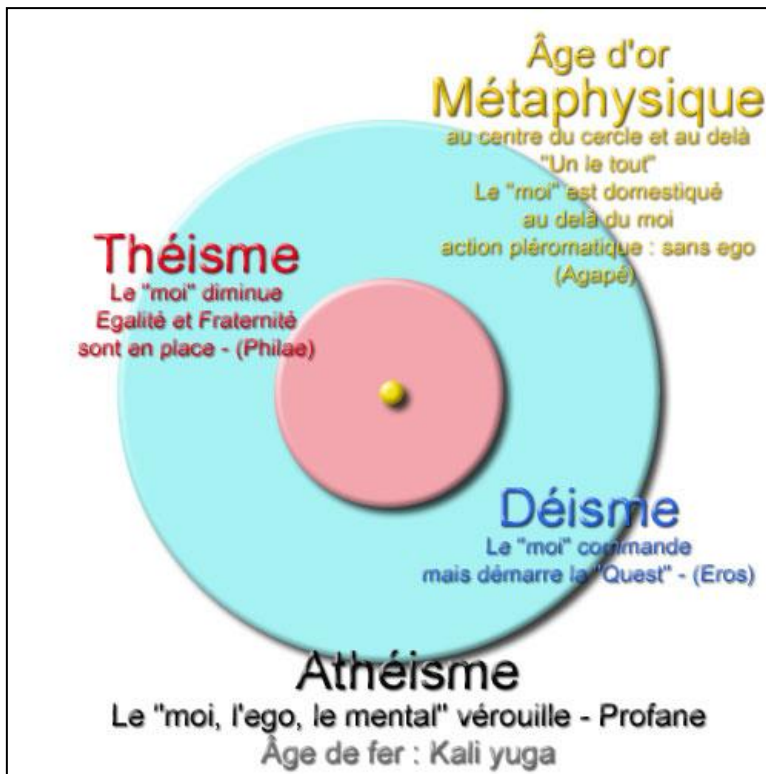 Âge d'or
Métaphysique
au centre du cercle et au delà
"Un le tout"
Le "moi" est domestiqué
au delà du moi
action pléromatique : sans ego
(Agapé)
Théisme
Le "moi" diminue
Egalité et Fraternité
sont en place - (Philae)
Déisme
Le "moi" commande
mais démarre la "Quest" - (Eros)
Athéisme
Le "moi, l'ego, le mental" vérouille - Profane
Âge de fer : Kali yuga